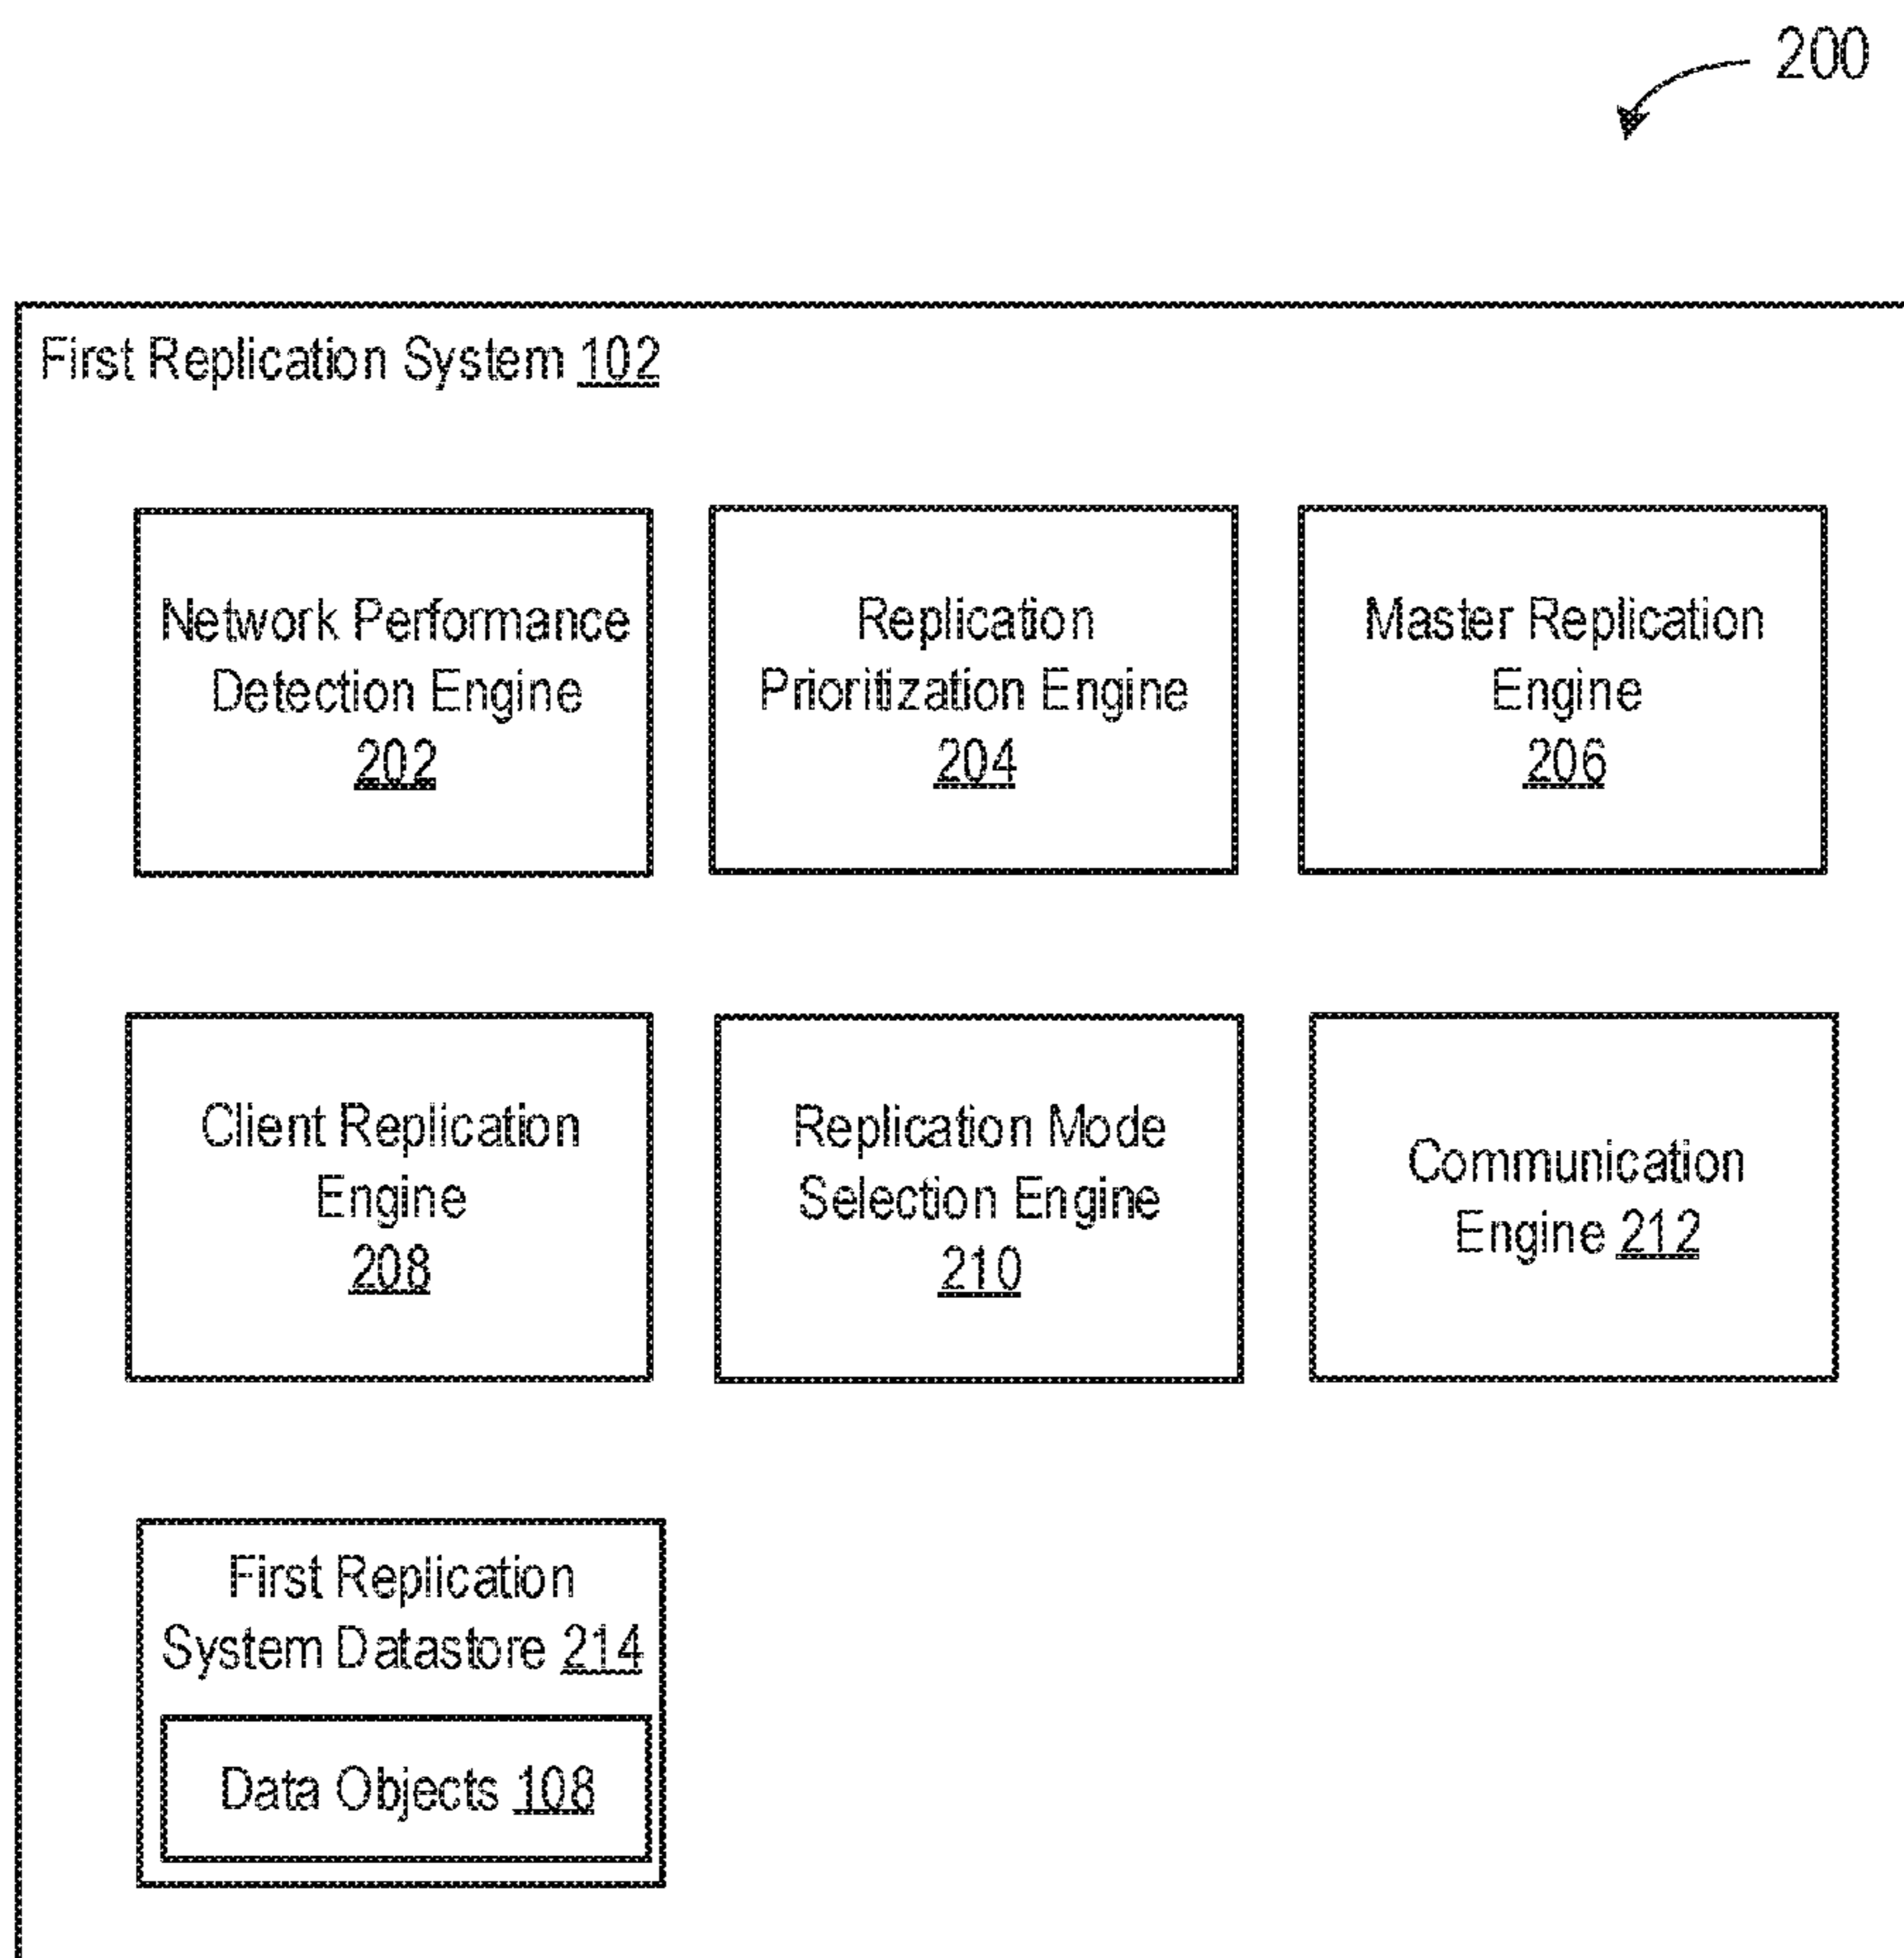 200
First Replication System 102
Network Performance
Detection Engine
202
Replication
Prioritization Engine
204
Master Replication
Engine
206
Client Replication
Engine
208
Replication Mode
Selection Engine
210
Communication
Engine 212
First Replication
System Datastore 214
Data Objects 108